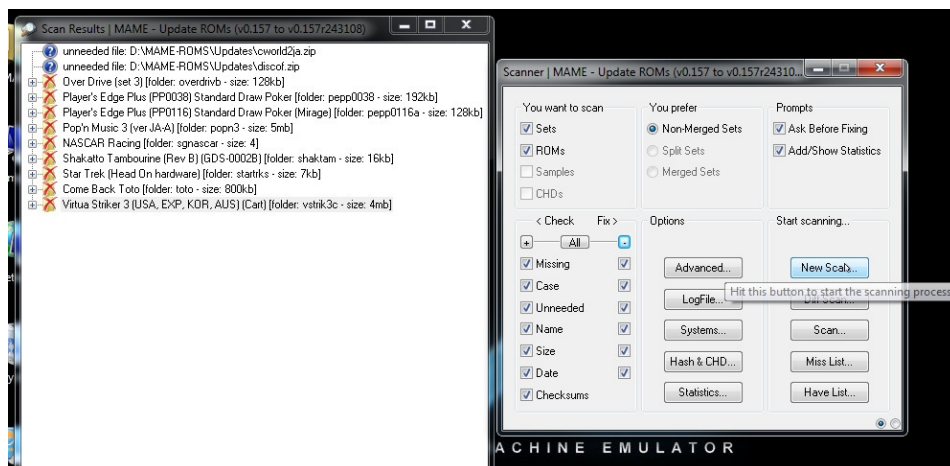 Scan Results | MAME - Update ROMs (v0.157 to v0.157r243108)
unneeded file: D:\MAME-ROMS\Updates\cworld2ja.zip
unneeded file: D:\MAME-ROMS\Updates\discof.zip
Over Drive (set 3) [folder: overdrivb - size: 128kb]
Player's Edge Plus (PP0038) Standard Draw Poker [folder: pepp0038 - size: 192kb]
Player's Edge Plus (PP0116) Standard Draw Poker (Mirage) [folder: pepp0116a - size: 128kb]
Pop'n Music 3 (ver JA-A) [folder: popn3 - size: 5mb]
NASCAR Racing [folder: sgnascar - size: 4]
Shakatto Tambourine (Rev B) (GDS-0002B) [folder: shaktam - size: 16kb]
Star Trek (Head On hardware) [folder: startrks - size: 7kb]
Come Back Toto [folder: toto - size: 800kb]
Virtua Striker 3 (USA, EXP, KOR, AUS) (Cart) [folder: vstrik3c - size: 4mb]
Scanner | MAME - Update ROMs (v0.157 to v0.157r24310...
You want to scan
Sets
ROMs
Samples
CHDs
You prefer
Non-Merged Sets
Split Sets
Merged Sets
Prompts
Ask Before Fixing
Add/Show Statistics
< Check Fix >
+ All -
Missing
Case
Unneeded
Name
Size
Date
Checksums
Options
Advanced...
LogFile...
Systems...
Hash & CHD...
Statistics...
Start scanning...
New Scan...
Hit this button to start the scanning process
Scan...
Miss List...
Have List...
ACHINE EMULATOR